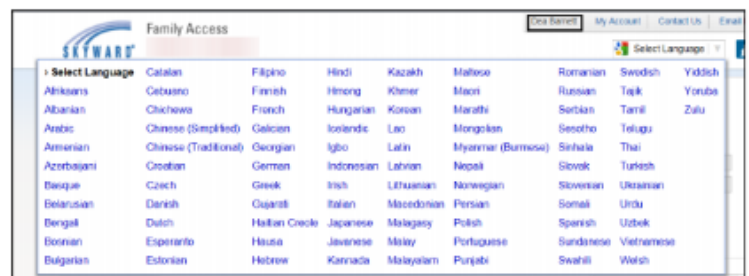 Family Access
Dea Barrett My Account Contact Us Email
SKYWARD
Select Language
› Select Language Catalan Filipino Hindi Kazakh Maltese Romanian Swedish Yiddish
Afrikaans Cebuano Finnish Hmong Khmer Maori Russian Tajik Yoruba
Albanian Chichewa French Hungarian Korean Marathi Serbian Tamil Zulu
Arabic Chinese (Simplified) Galician Icelandic Lao Mongolian Sesotho Telugu
Armenian Chinese (Traditional) Georgian Igbo Latin Myanmar (Burmese) Sinhala Thai
Azerbaijani Croatian German Indonesian Latvian Nepali Slovak Turkish
Basque Czech Greek Irish Lithuanian Norwegian Slovenian Ukrainian
Belarusian Danish Gujarati Italian Macedonian Persian Somali Urdu
Bengali Dutch Haitian Creole Japanese Malagasy Polish Spanish Uzbek
Bosnian Esperanto Hausa Javanese Malay Portuguese Sundanese Vietnamese
Bulgarian Estonian Hebrew Kannada Malayalam Punjabi Swahili Welsh